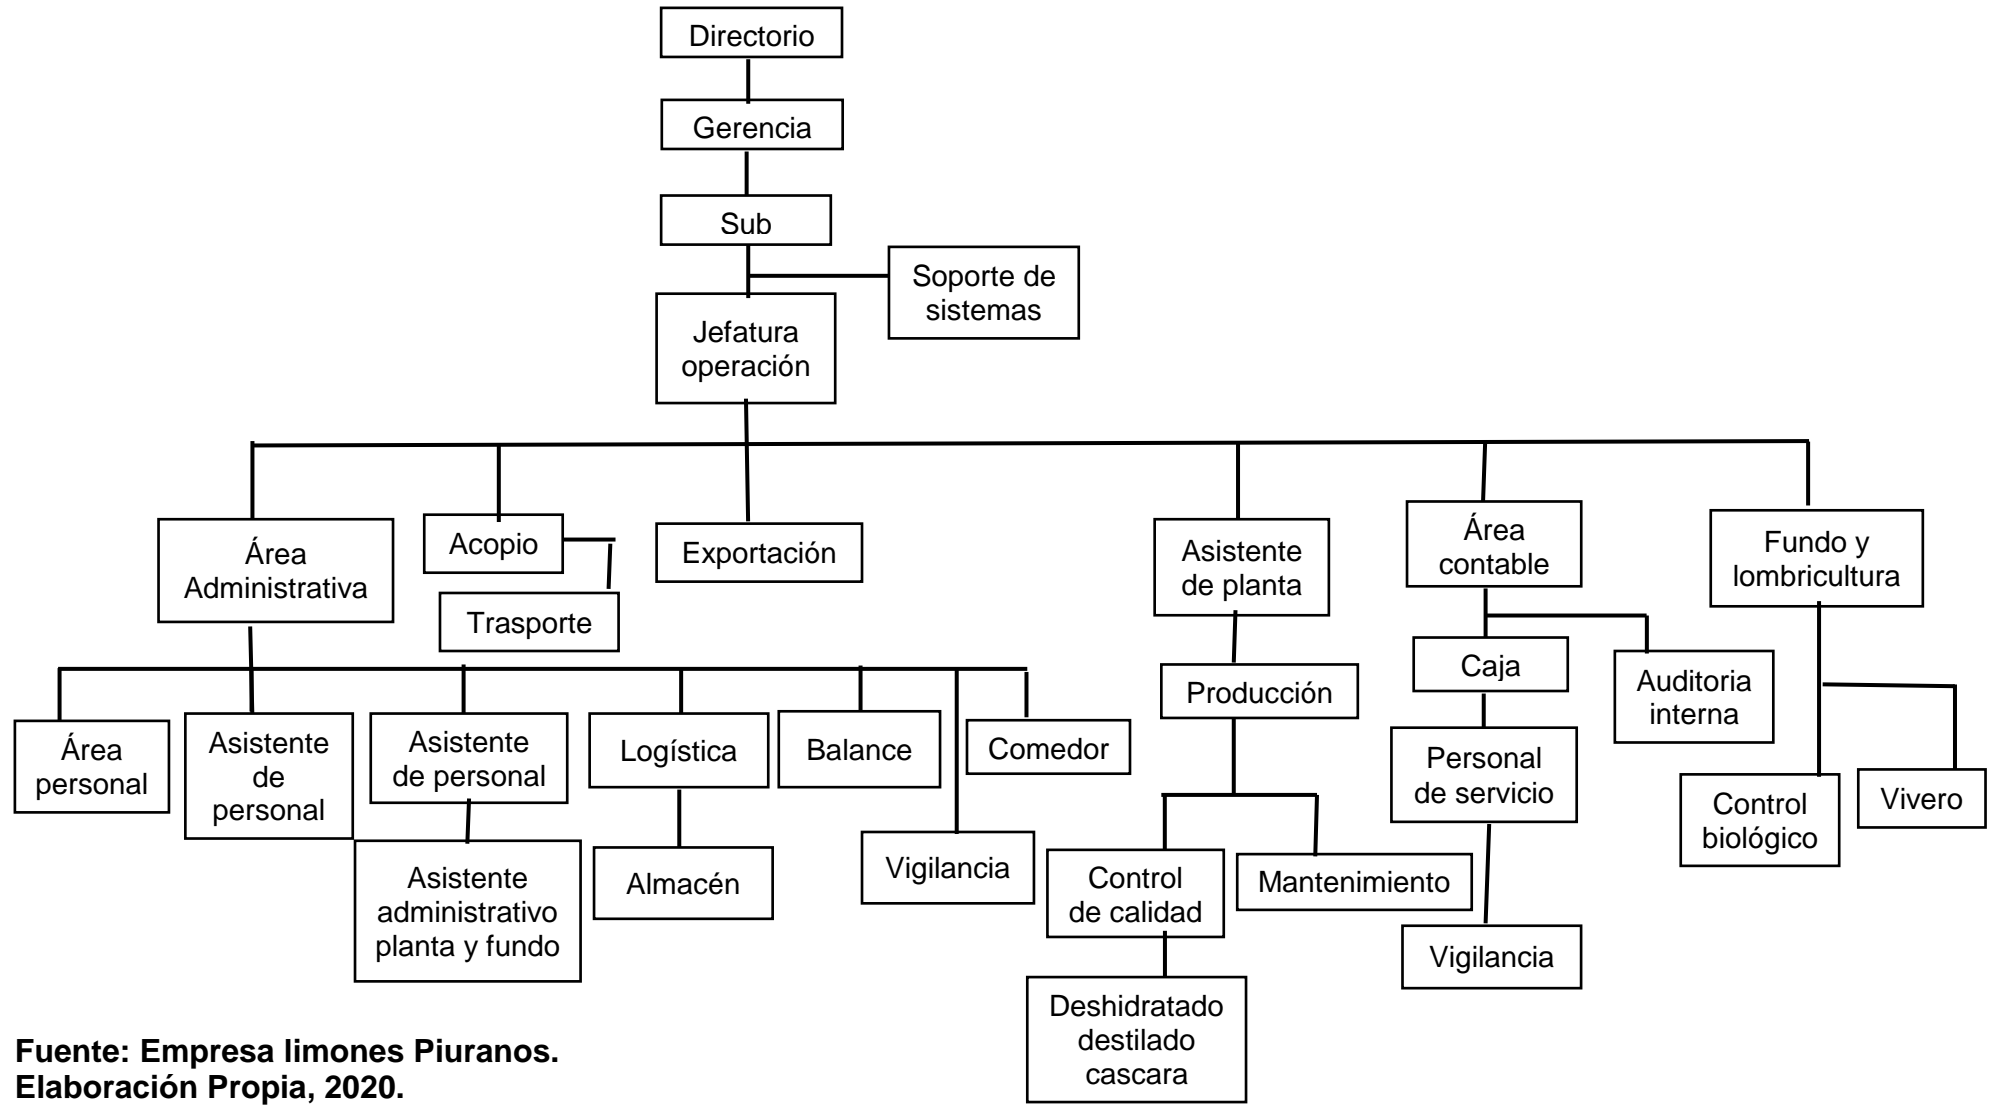 Directorio
Gerencia
Sub
Soporte de
sistemas
Jefatura
operación
Área
Administrativa
Acopio
Trasporte
Exportación
Asistente
de planta
Área
contable
Fundo y
lombricultura
Producción
Caja
Auditoria
interna
Área
personal
Asistente
de
personal
Asistente
de personal
Logística
Balance
Comedor
Personal
de servicio
Control
biológico
Vivero
Asistente
administrativo
planta y fundo
Almacén
Vigilancia
Control
de calidad
Mantenimiento
Vigilancia
Deshidratado
destilado
cascara
Fuente: Empresa limones Piuranos.
Elaboración Propia, 2020.